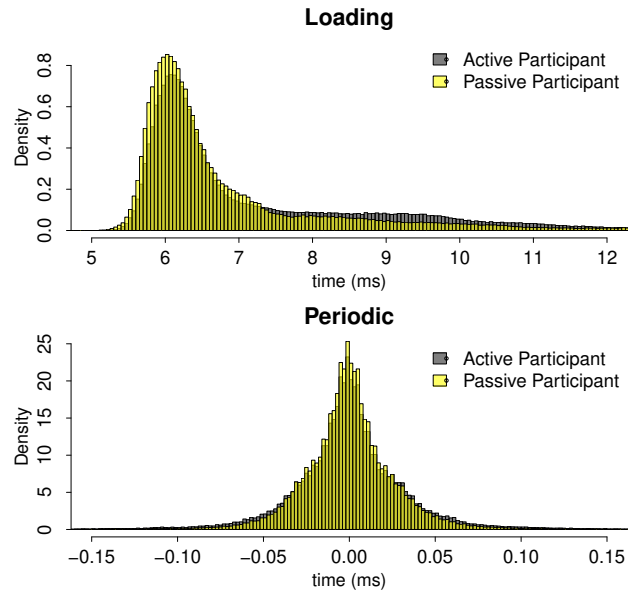 Loading
Active Participant
Passive Participant
Density
0.0 0.2 0.4 0.6 0.8
5 6 7 8 9 10 11 12
time (ms)
Periodic
Active Participant
Passive Participant
Density
0 5 10 15 20 25
−0.15 −0.10 −0.05 0.00 0.05 0.10 0.15
time (ms)